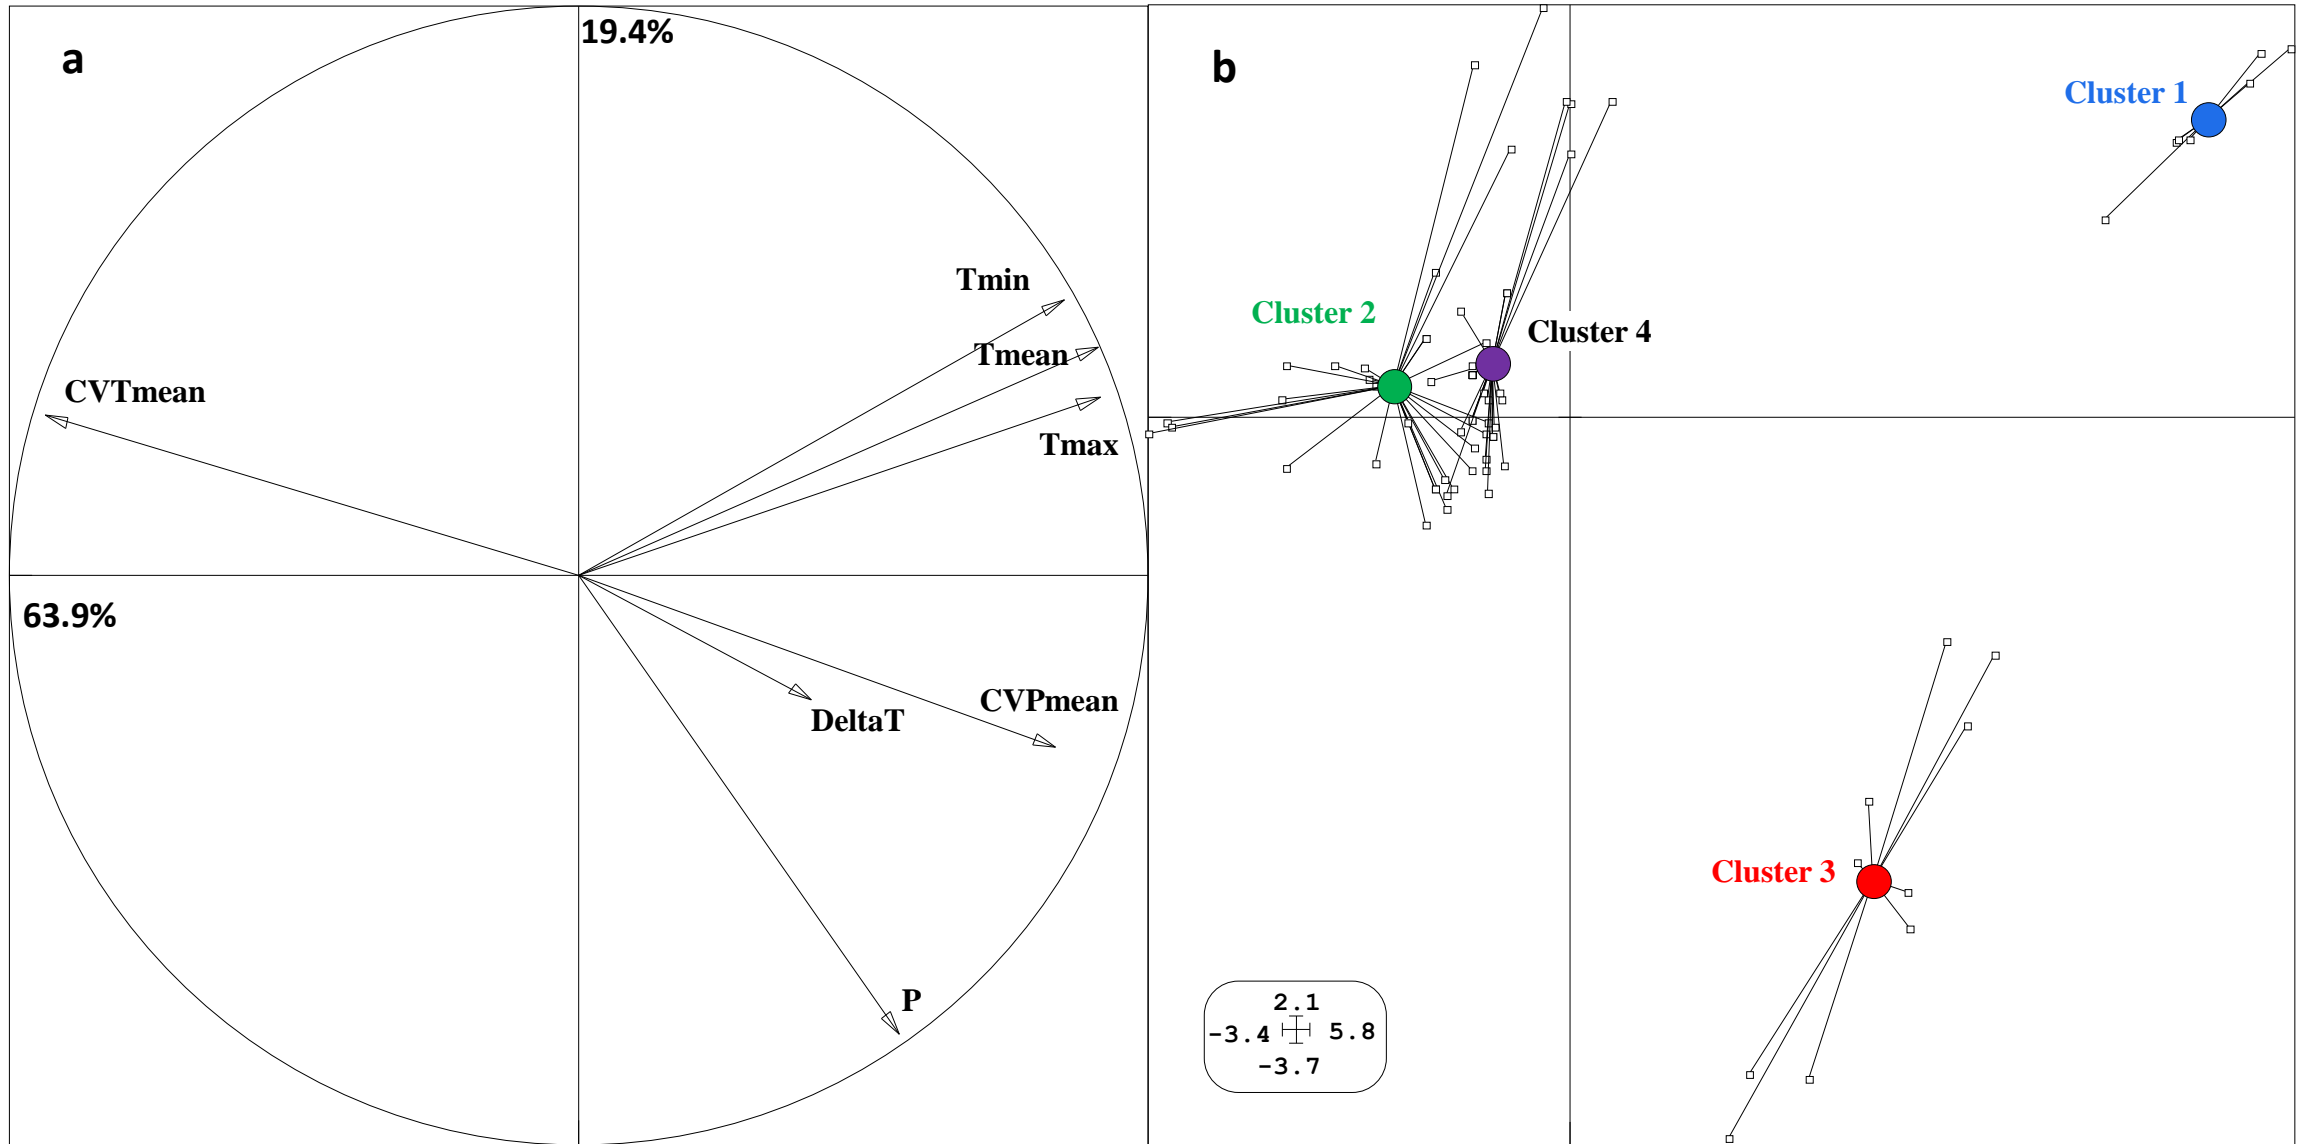 a
19.4%
Tmin
Tmean
CVTmean
Tmax
63.9%
CVPmean
DeltaT
P
b
Cluster 1
Cluster 2
Cluster 4
Cluster 3
2.1
-3.4 5.8
-3.7